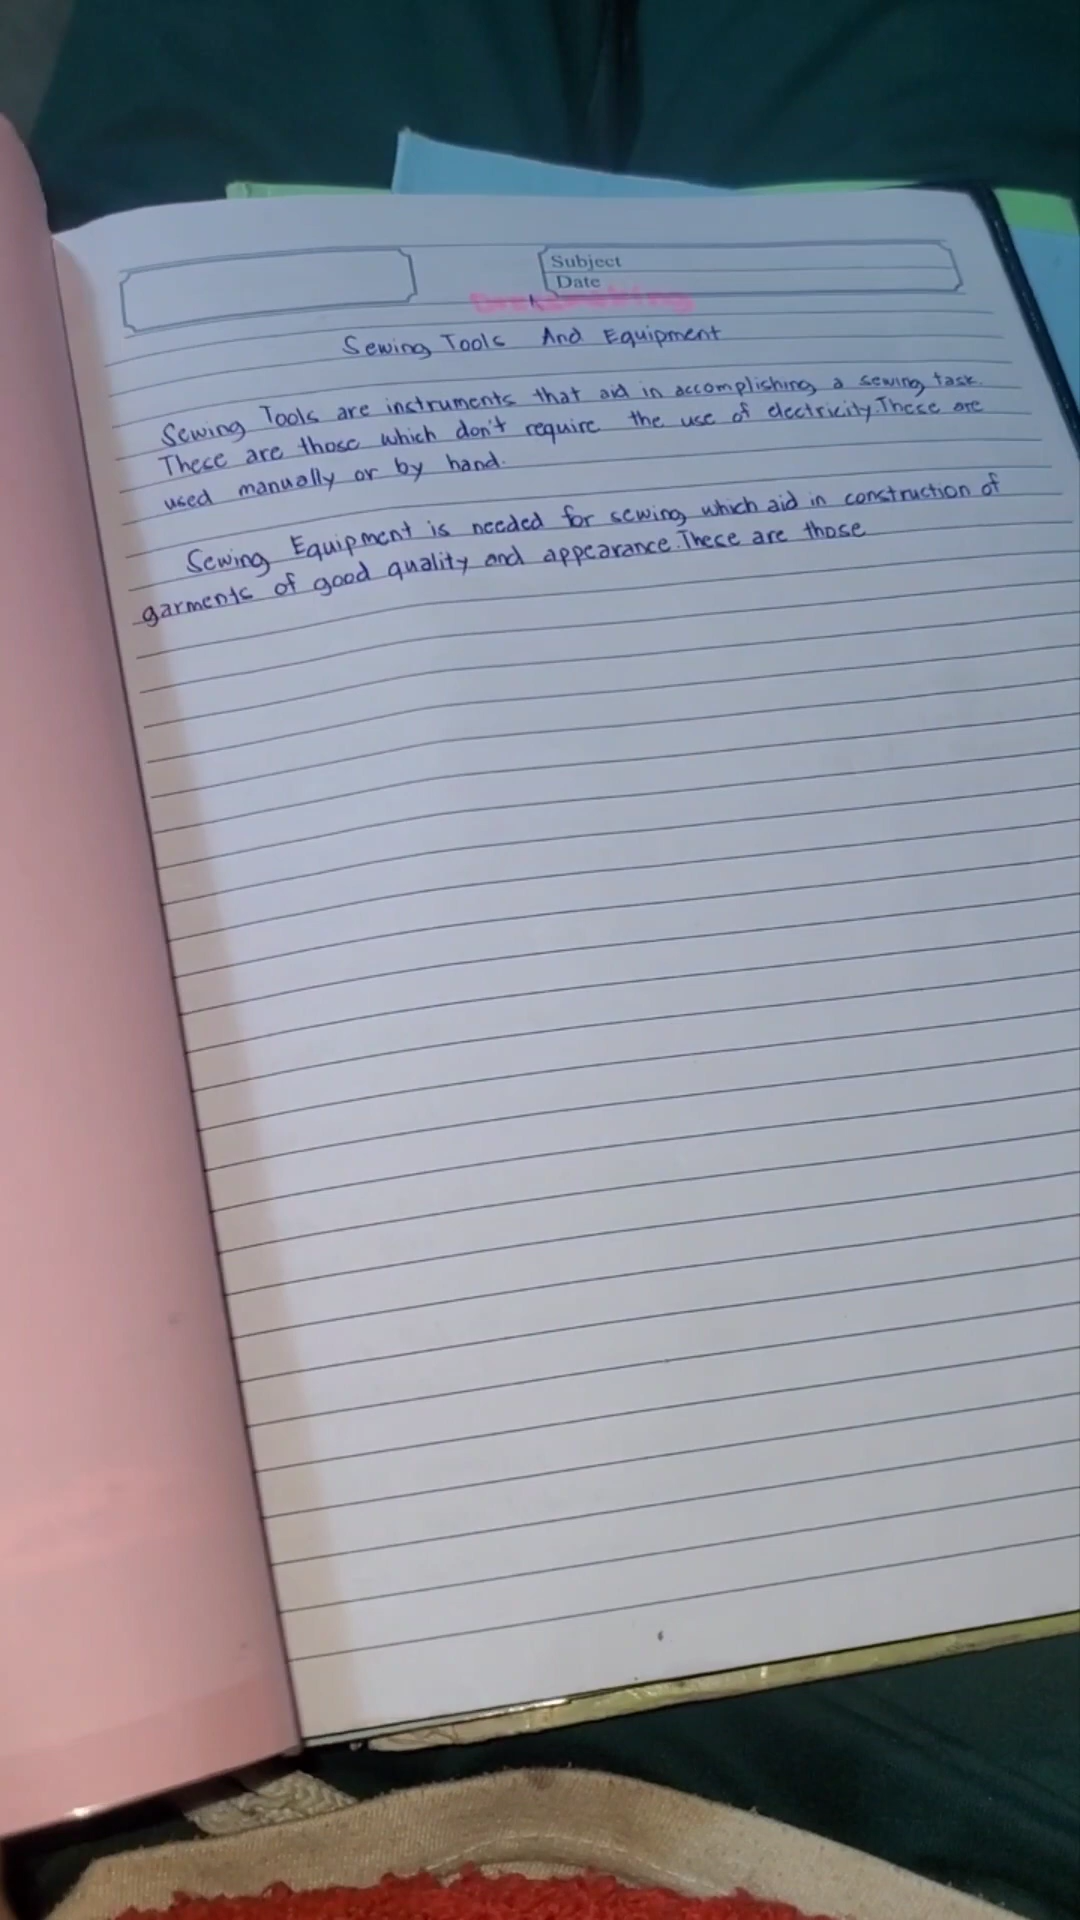 Subject
Date
Sewing Tools And Equipment
Sewing Tools are instruments that aid in accomplishing a sewing task.
These are those which don't require the use of electricity. These are
used manually or by hand.
Sewing Equipment is needed for sewing which aid in construction of
garments of good quality and appearance. These are those